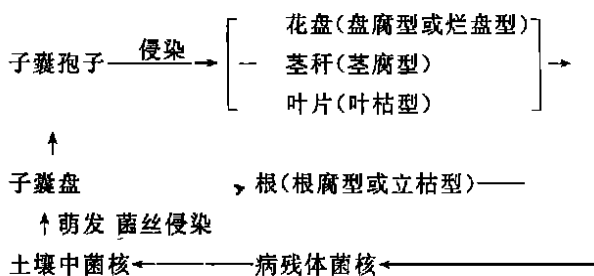 花盘(盘腐型或烂盘型)
子囊孢子 侵染 茎秆(茎腐型)
叶片(叶枯型)
子囊盘 根(根腐型或立枯型)
萌发 菌丝侵染
土壤中菌核 病残体菌核